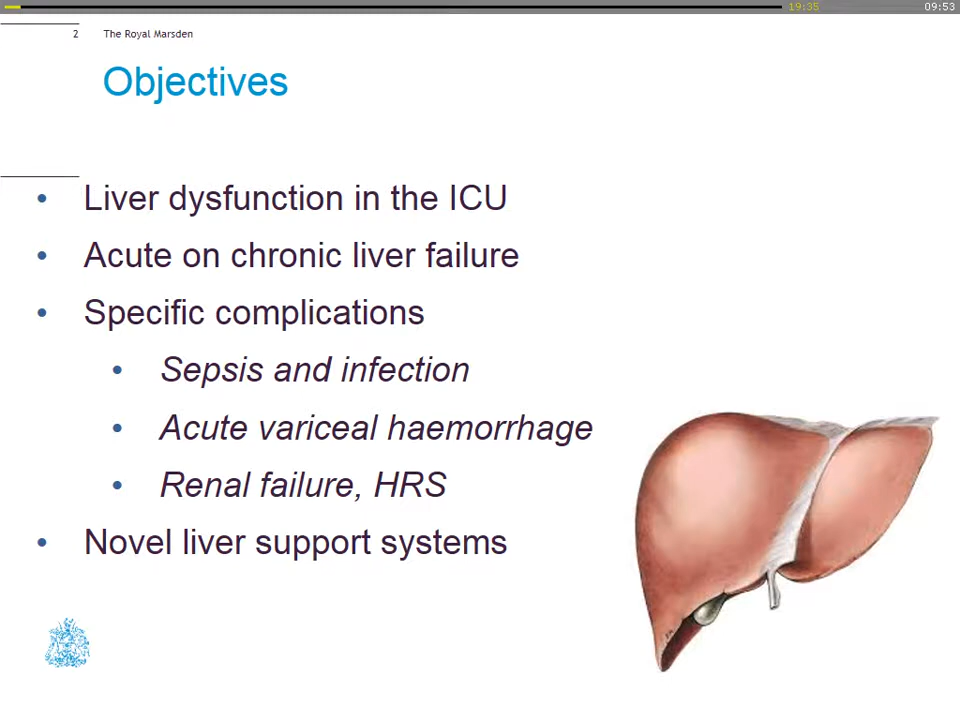 19:35 09:53
2 The Royal Marsden
Objectives
• Liver dysfunction in the ICU
• Acute on chronic liver failure
• Specific complications
• Sepsis and infection
• Acute variceal haemorrhage
• Renal failure, HRS
• Novel liver support systems